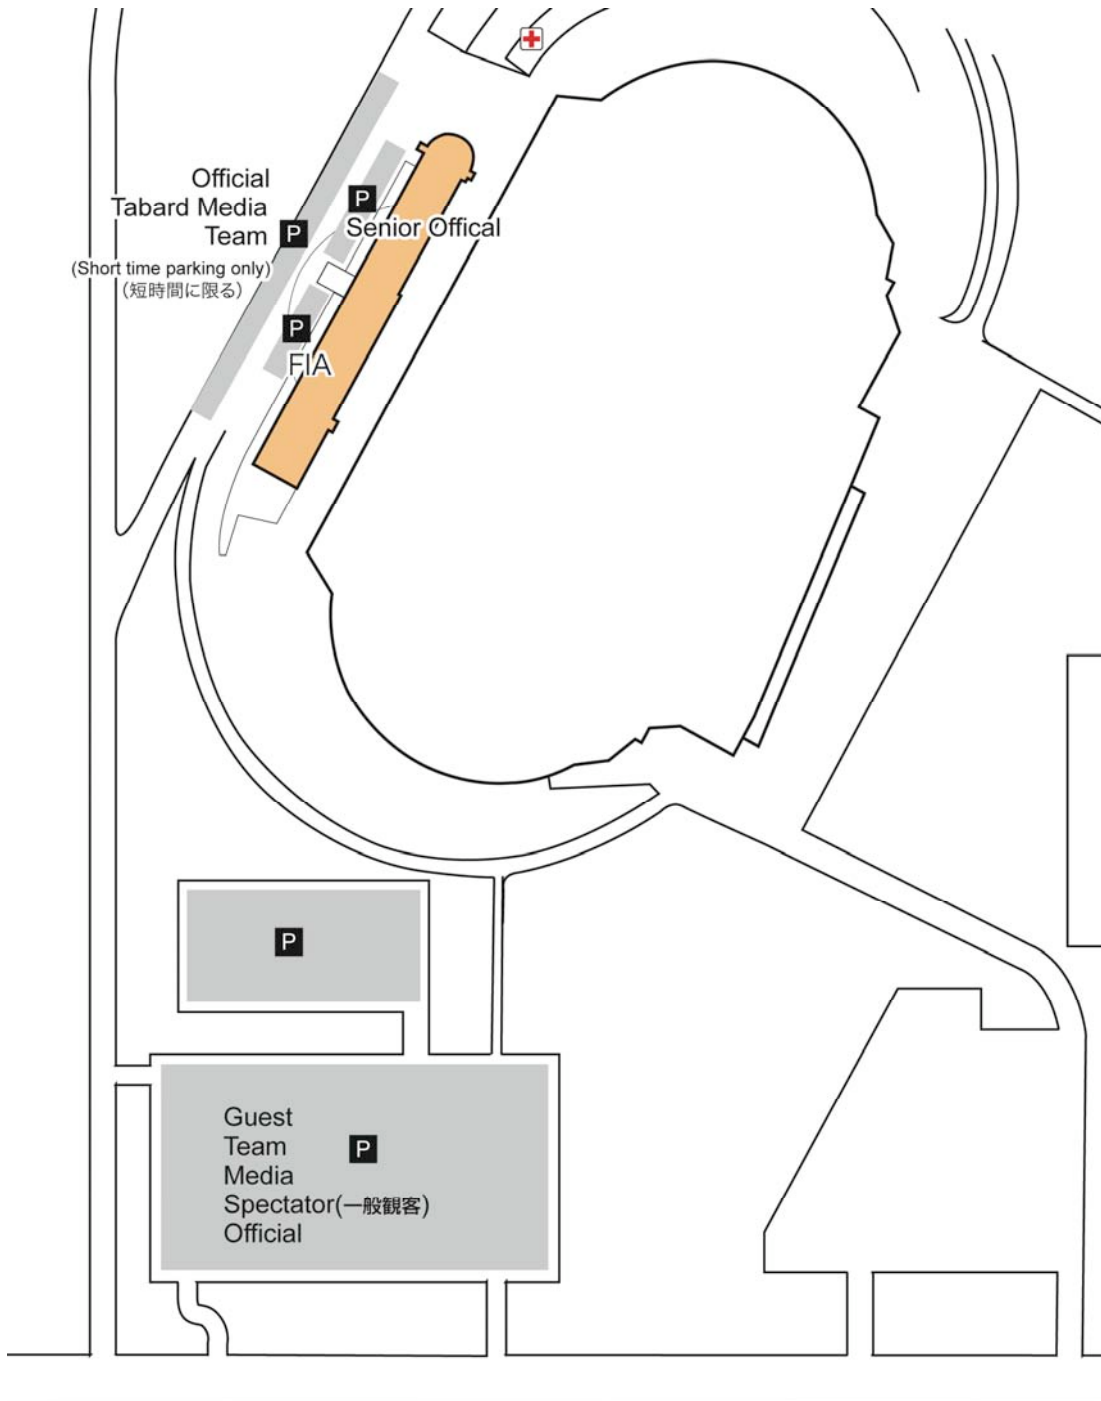 Official
Tabard Media
Team P
(Short time parking only)
（短時間に限る）
P
Senior Offical
P
FIA
P
Guest
Team
P
Media
Spectator(一般観客)
Official